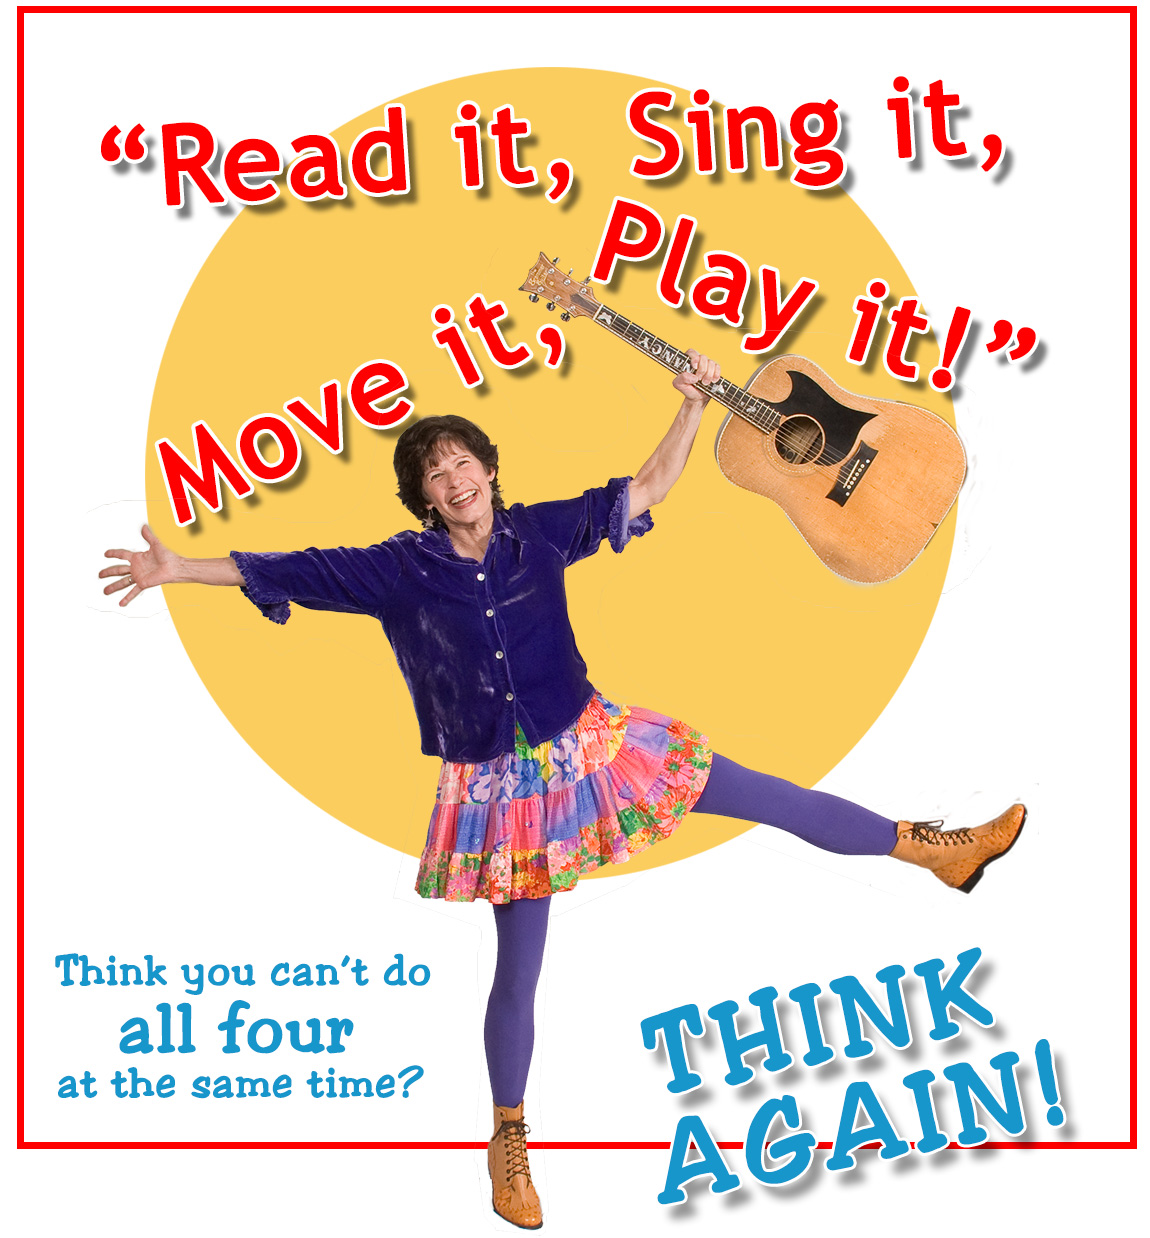 “Read it, Sing it,
Move it, Play it!”
NANCY
Think you can't do
all four
at the same time?
THINK
AGAIN!